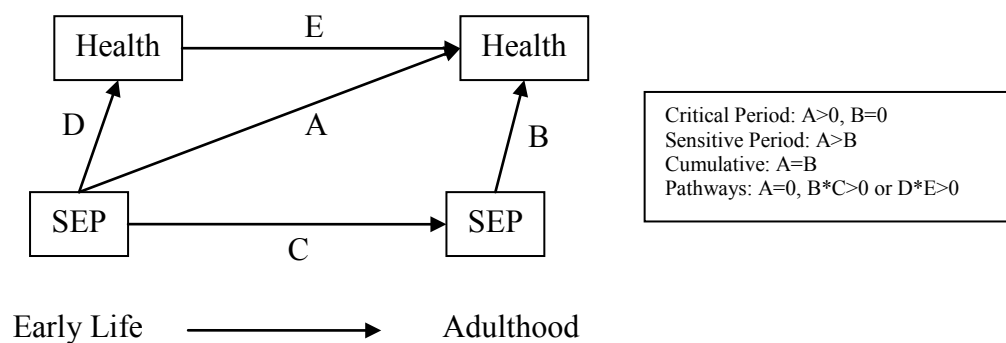 Health
E
Health
D
A
B
SEP
C
SEP
Early Life
Adulthood
Critical Period: A>0, B=0
Sensitive Period: A>B
Cumulative: A=B
Pathways: A=0, B*C>0 or D*E>0